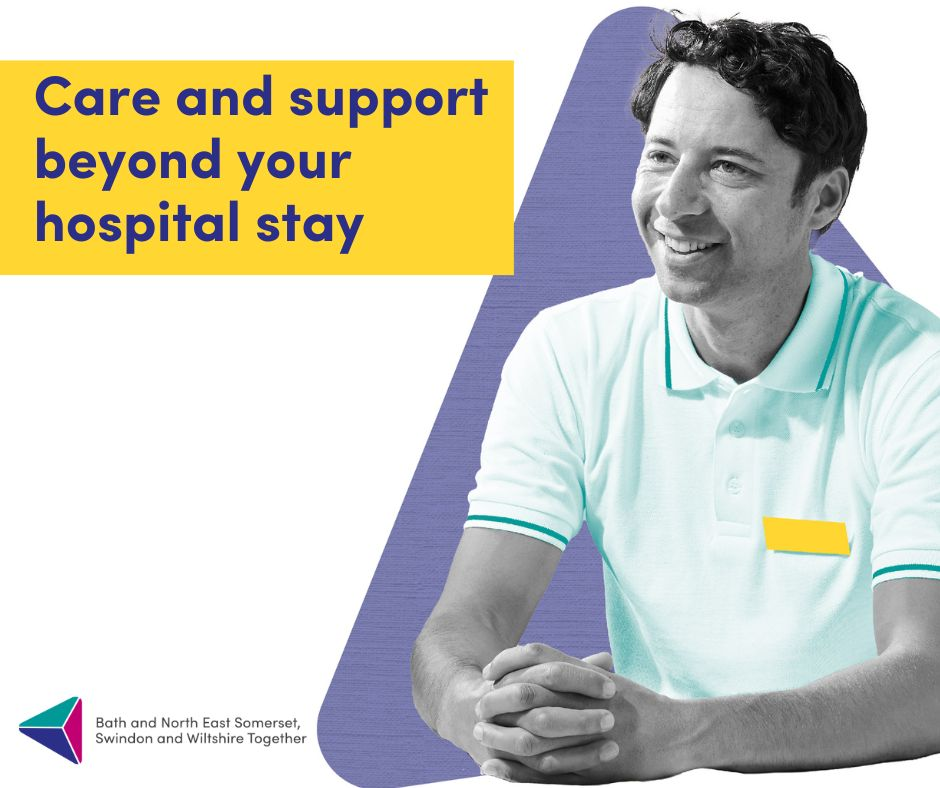 Care and support
beyond your
hospital stay
Bath and North East Somerset,
Swindon and Wiltshire Together